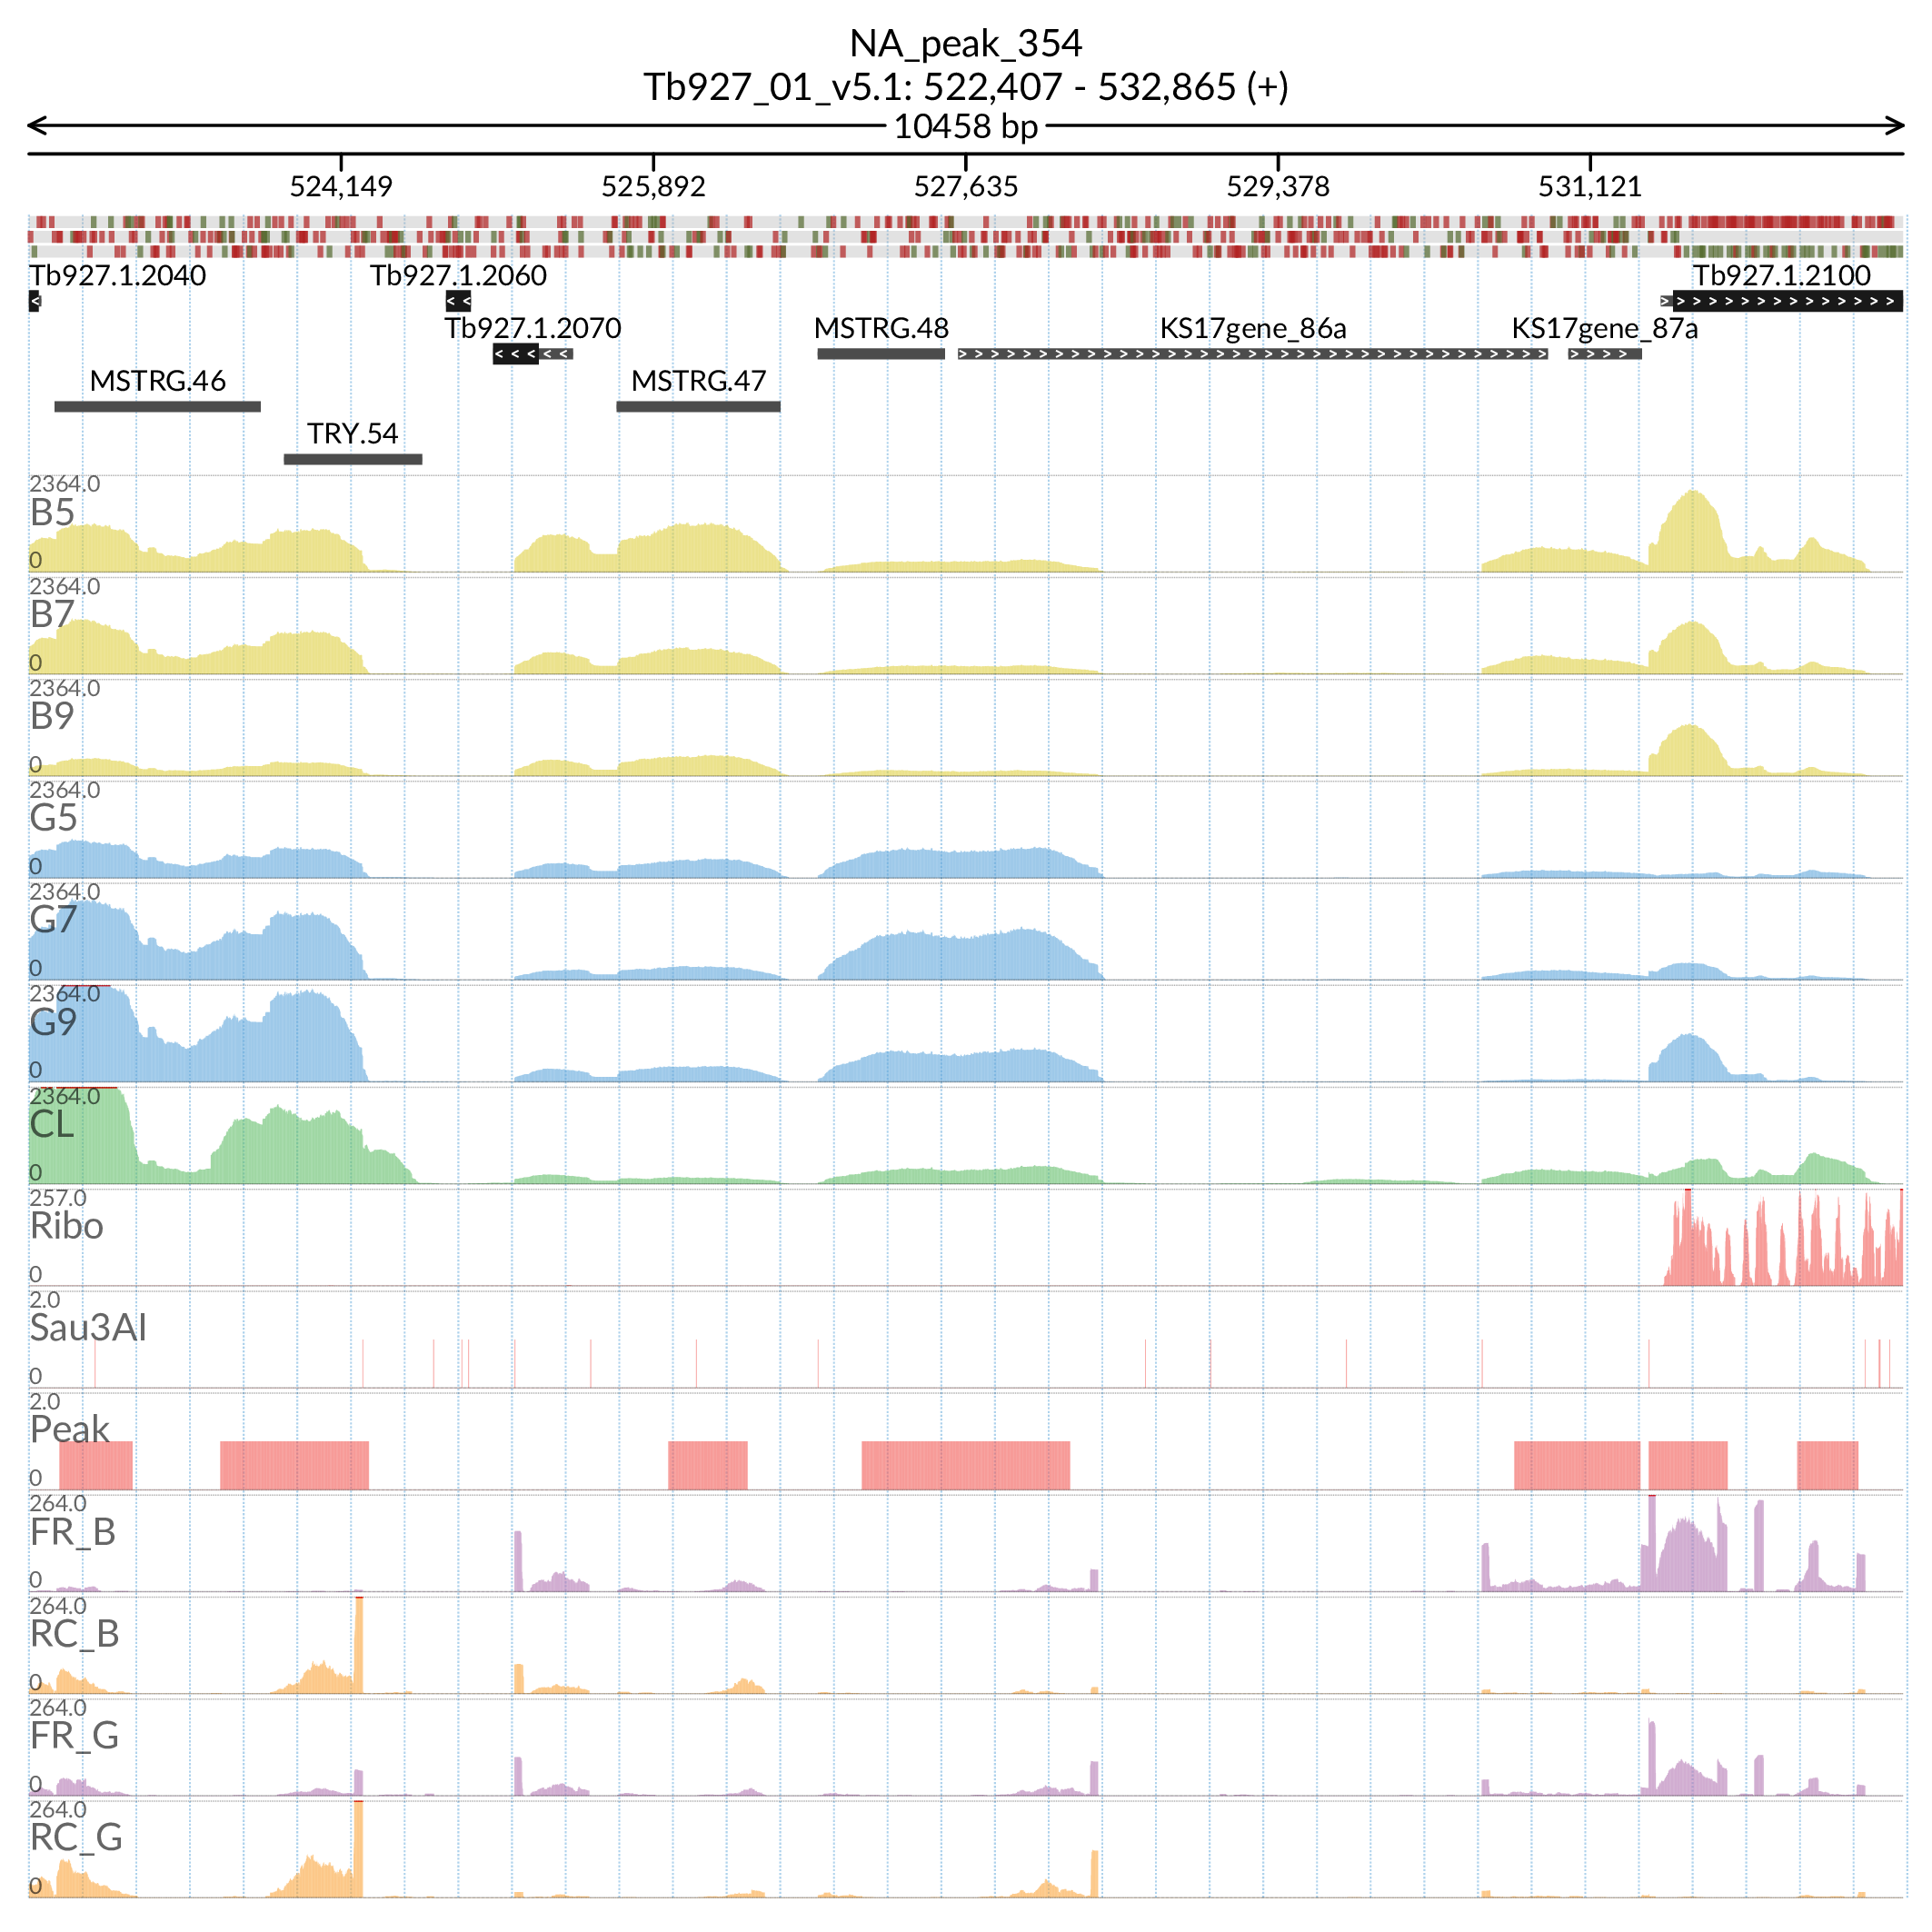 NA_peak_354
Tb927_01_v5.1: 522,407 - 532,865 (+)
10458 bp
524,149 525,892 527,635 529,378 531,121
Tb927.1.2040 Tb927.1.2060 Tb927.1.2100
Tb927.1.2070 MSTRG.48 KS17gene_86a KS17gene_87a
MSTRG.46 MSTRG.47
TRY.54
2364.0
B5
0
2364.0
B7
0
2364.0
B9
0
2364.0
G5
0
2364.0
G7
0
2364.0
G9
0
2364.0
CL
0
257.0
Ribo
0
2.0
Sau3AI
0
2.0
Peak
0
264.0
FR_B
0
264.0
RC_B
0
264.0
FR_G
0
264.0
RC_G
0